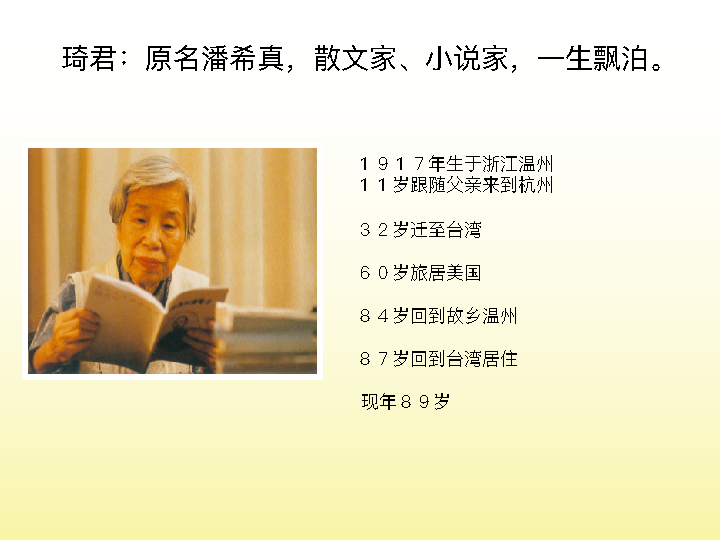 琦君：原名潘希真，散文家、小说家，一生飘泊。
１９１７年生于浙江温州
１１岁跟随父亲来到杭州
３２岁迁至台湾
６０岁旅居美国
８４岁回到故乡温州
８７岁回到台湾居住
现年８９岁